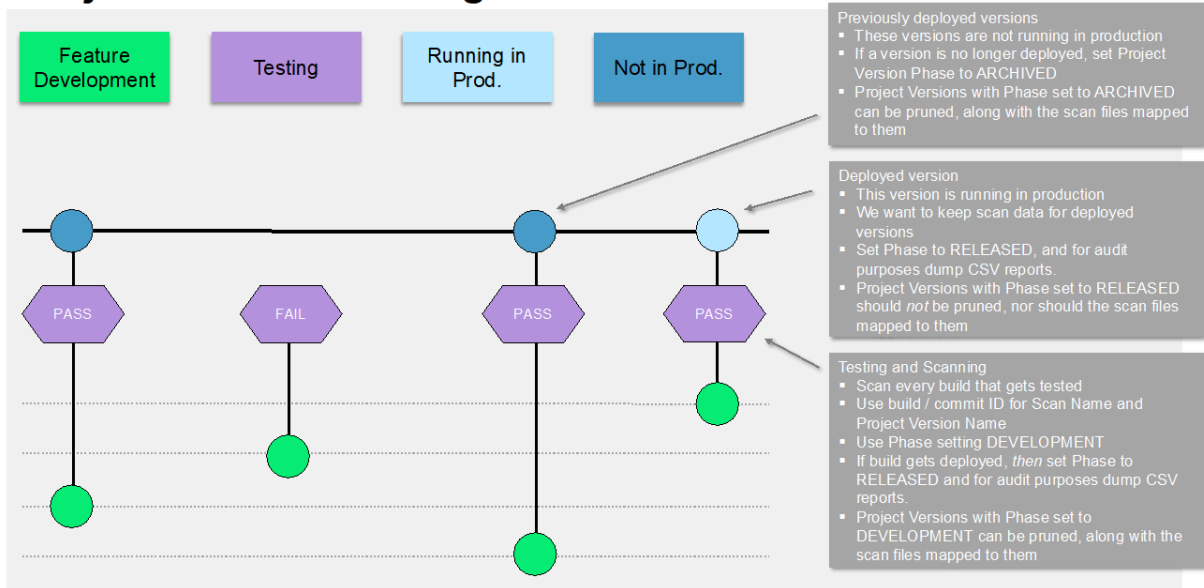 Feature
Development
Testing
Running in
Prod.
Not in Prod.
Previously deployed versions
▪ These versions are not running in production
▪ If a version is no longer deployed, set Project
Version Phase to ARCHIVED
▪ Project Versions with Phase set to ARCHIVED
can be pruned, along with the scan files mapped
to them
Deployed version
▪ This version is running in production
▪ We want to keep scan data for deployed
versions
▪ Set Phase to RELEASED, and for audit
purposes dump CSV reports.
▪ Project Versions with Phase set to RELEASED
should not be pruned, nor should the scan files
mapped to them
PASS
FAIL
PASS
PASS
Testing and Scanning
▪ Scan every build that gets tested
▪ Use build / commit ID for Scan Name and
Project Version Name
▪ Use Phase setting DEVELOPMENT
▪ If build gets deployed, then set Phase to
RELEASED and for audit purposes dump CSV
reports.
▪ Project Versions with Phase set to
DEVELOPMENT can be pruned, along with the
scan files mapped to them